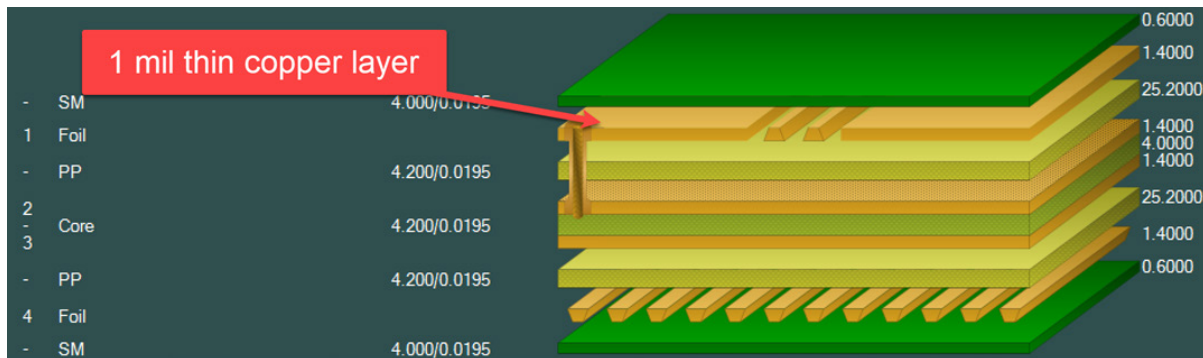 1 mil thin copper layer
0.6000
1.4000
- SM 4.000/0.0195
25.2000
1 Foil
1.4000
4.0000
- PP 4.200/0.0195
1.4000
2
25.2000
- Core 4.200/0.0195
3
1.4000
- PP 4.200/0.0195
0.6000
4 Foil
- SM 4.000/0.0195